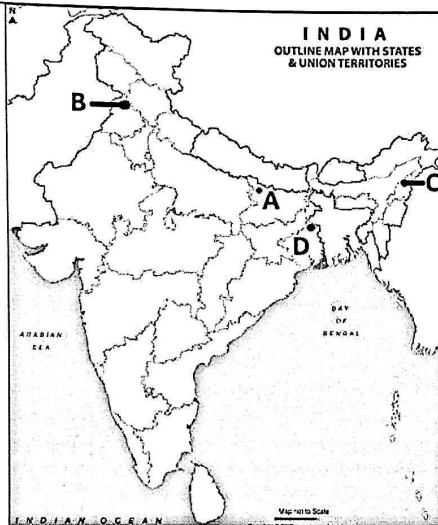 N
A
INDIA
OUTLINE MAP WITH STATES
& UNION TERRITORIES
B
A
C
D
ARABIAN
SEA
BAY
OF
BENGAL
INDIAN OCEAN
Map not to Scale